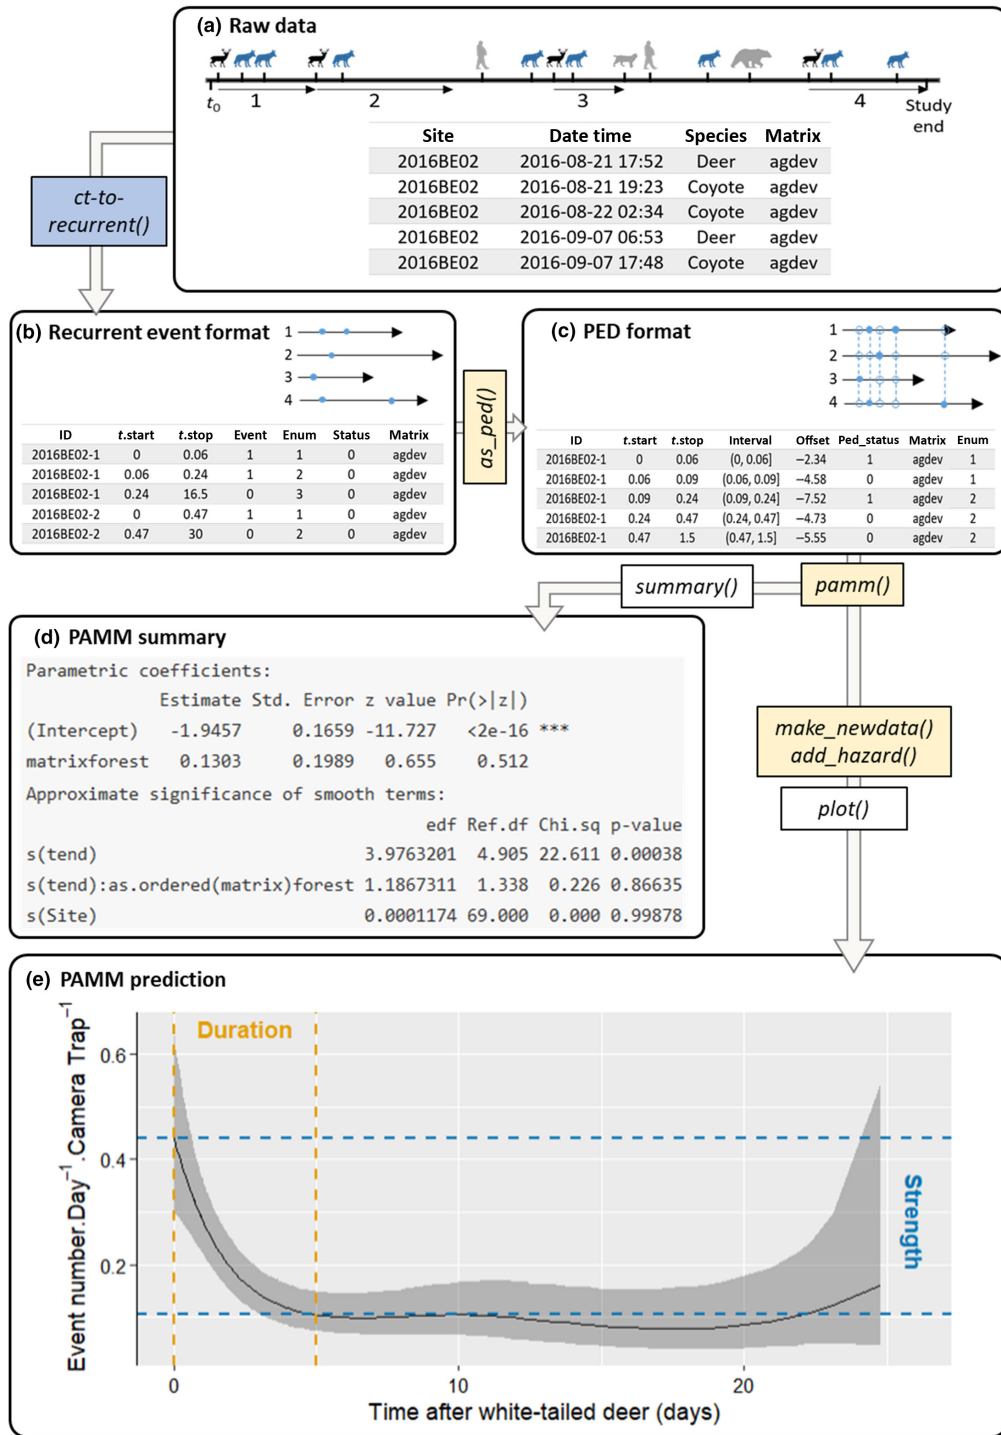 (a) Raw data
t0 1 2 3 4 Study end
Site Date time Species Matrix
2016BE02 2016-08-21 17:52 Deer agdev
2016BE02 2016-08-21 19:23 Coyote agdev
2016BE02 2016-08-22 02:34 Coyote agdev
2016BE02 2016-09-07 06:53 Deer agdev
2016BE02 2016-09-07 17:48 Coyote agdev
ct-to-
recurrent()
(b) Recurrent event format
1
2
3
4
ID t.start t.stop Event Enum Status Matrix
2016BE02-1 0 0.06 1 1 0 agdev
2016BE02-1 0.06 0.24 1 2 0 agdev
2016BE02-1 0.24 16.5 0 3 0 agdev
2016BE02-2 0 0.47 1 1 0 agdev
2016BE02-2 0.47 30 0 2 0 agdev
as_ped()
(c) PED format
1
2
3
4
ID t.start t.stop Interval Offset Ped_status Matrix Enum
2016BE02-1 0 0.06 (0, 0.06] −2.34 1 agdev 1
2016BE02-1 0.06 0.09 (0.06, 0.09] −4.58 0 agdev 1
2016BE02-1 0.09 0.24 (0.09, 0.24] −7.52 1 agdev 2
2016BE02-1 0.24 0.47 (0.24, 0.47] −4.73 0 agdev 2
2016BE02-1 0.47 1.5 (0.47, 1.5] −5.55 0 agdev 2
summary()
pamm()
(d) PAMM summary
Parametric coefficients:
Estimate Std. Error z value Pr(>|z|)
(Intercept) -1.9457 0.1659 -11.727 <2e-16 ***
matrixforest 0.1303 0.1989 0.655 0.512
Approximate significance of smooth terms:
edf Ref.df Chi.sq p-value
s(tend) 3.9763201 4.905 22.611 0.00038
s(tend):as.ordered(matrix)forest 1.1867311 1.338 0.226 0.86635
s(Site) 0.0001174 69.000 0.000 0.99878
make_newdata()
add_hazard()
plot()
(e) PAMM prediction
Event number.Day−1.Camera Trap−1
Duration
Strength
0.6
0.4
0.2
0 10 20
Time after white-tailed deer (days)